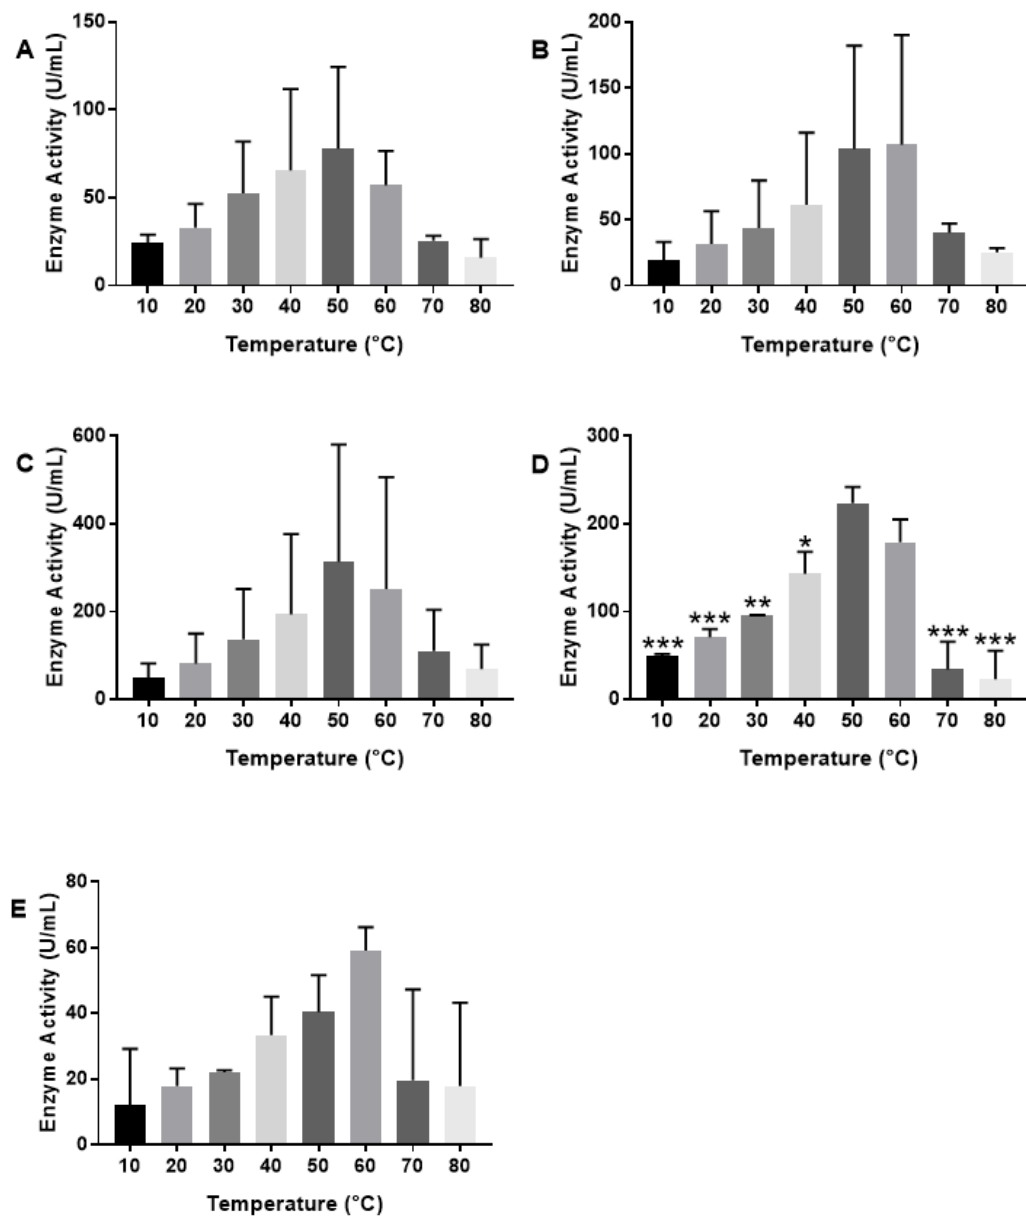 A
Enzyme Activity (U/mL)
150
100
50
0
10 20 30 40 50 60 70 80
Temperature (°C)
B
Enzyme Activity (U/mL)
200
150
100
50
0
10 20 30 40 50 60 70 80
Temperature (°C)
C
Enzyme Activity (U/mL)
600
400
200
0
10 20 30 40 50 60 70 80
Temperature (°C)
D
Enzyme Activity (U/mL)
300
200
100
0
*** *** ** * *** ***
10 20 30 40 50 60 70 80
Temperature (°C)
E
Enzyme Activity (U/mL)
80
60
40
20
0
10 20 30 40 50 60 70 80
Temperature (°C)